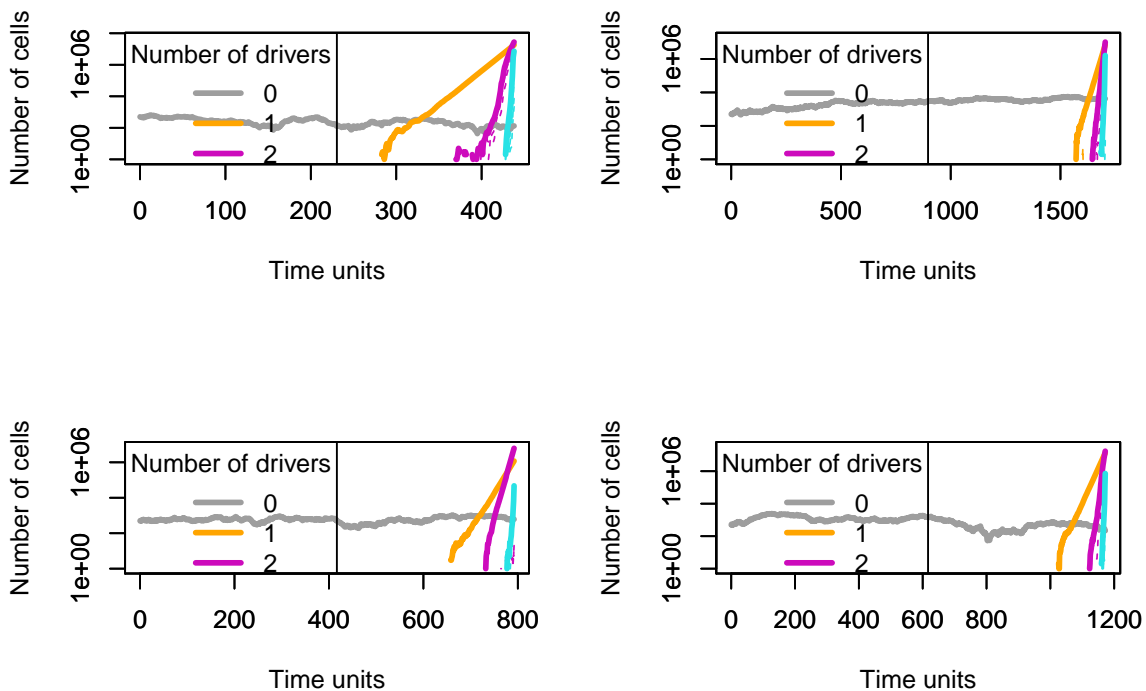 Number of cells
1e+06
1e+00
Number of drivers
0
1
2
0 100 200 300 400
Time units
Number of cells
1e+06
1e+00
Number of drivers
0
1
2
0 500 1000 1500
Time units
Number of cells
1e+06
1e+00
Number of drivers
0
1
2
0 200 400 600 800
Time units
Number of cells
1e+06
1e+00
Number of drivers
0
1
2
0 200 400 600 800 1200
Time units